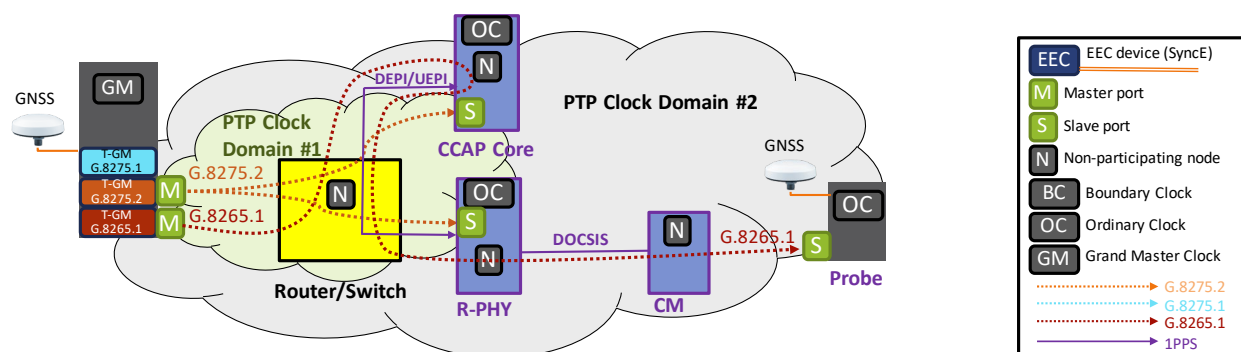 GNSS
GM
T-GM
G.8275.1
T-GM
G.8275.2
T-GM
G.8265.1
M
M
PTP Clock
Domain #1
G.8275.2
G.8265.1
N
Router/Switch
DEPI/UEPI
OC
N
S
CCAP Core
OC
S
N
R-PHY
DOCSIS
N
CM
PTP Clock Domain #2
G.8265.1
GNSS
OC
S
Probe
EEC
EEC device (SyncE)
M
Master port
S
Slave port
N
Non-participating node
BC
Boundary Clock
OC
Ordinary Clock
GM
Grand Master Clock
G.8275.2
G.8275.1
G.8265.1
1PPS